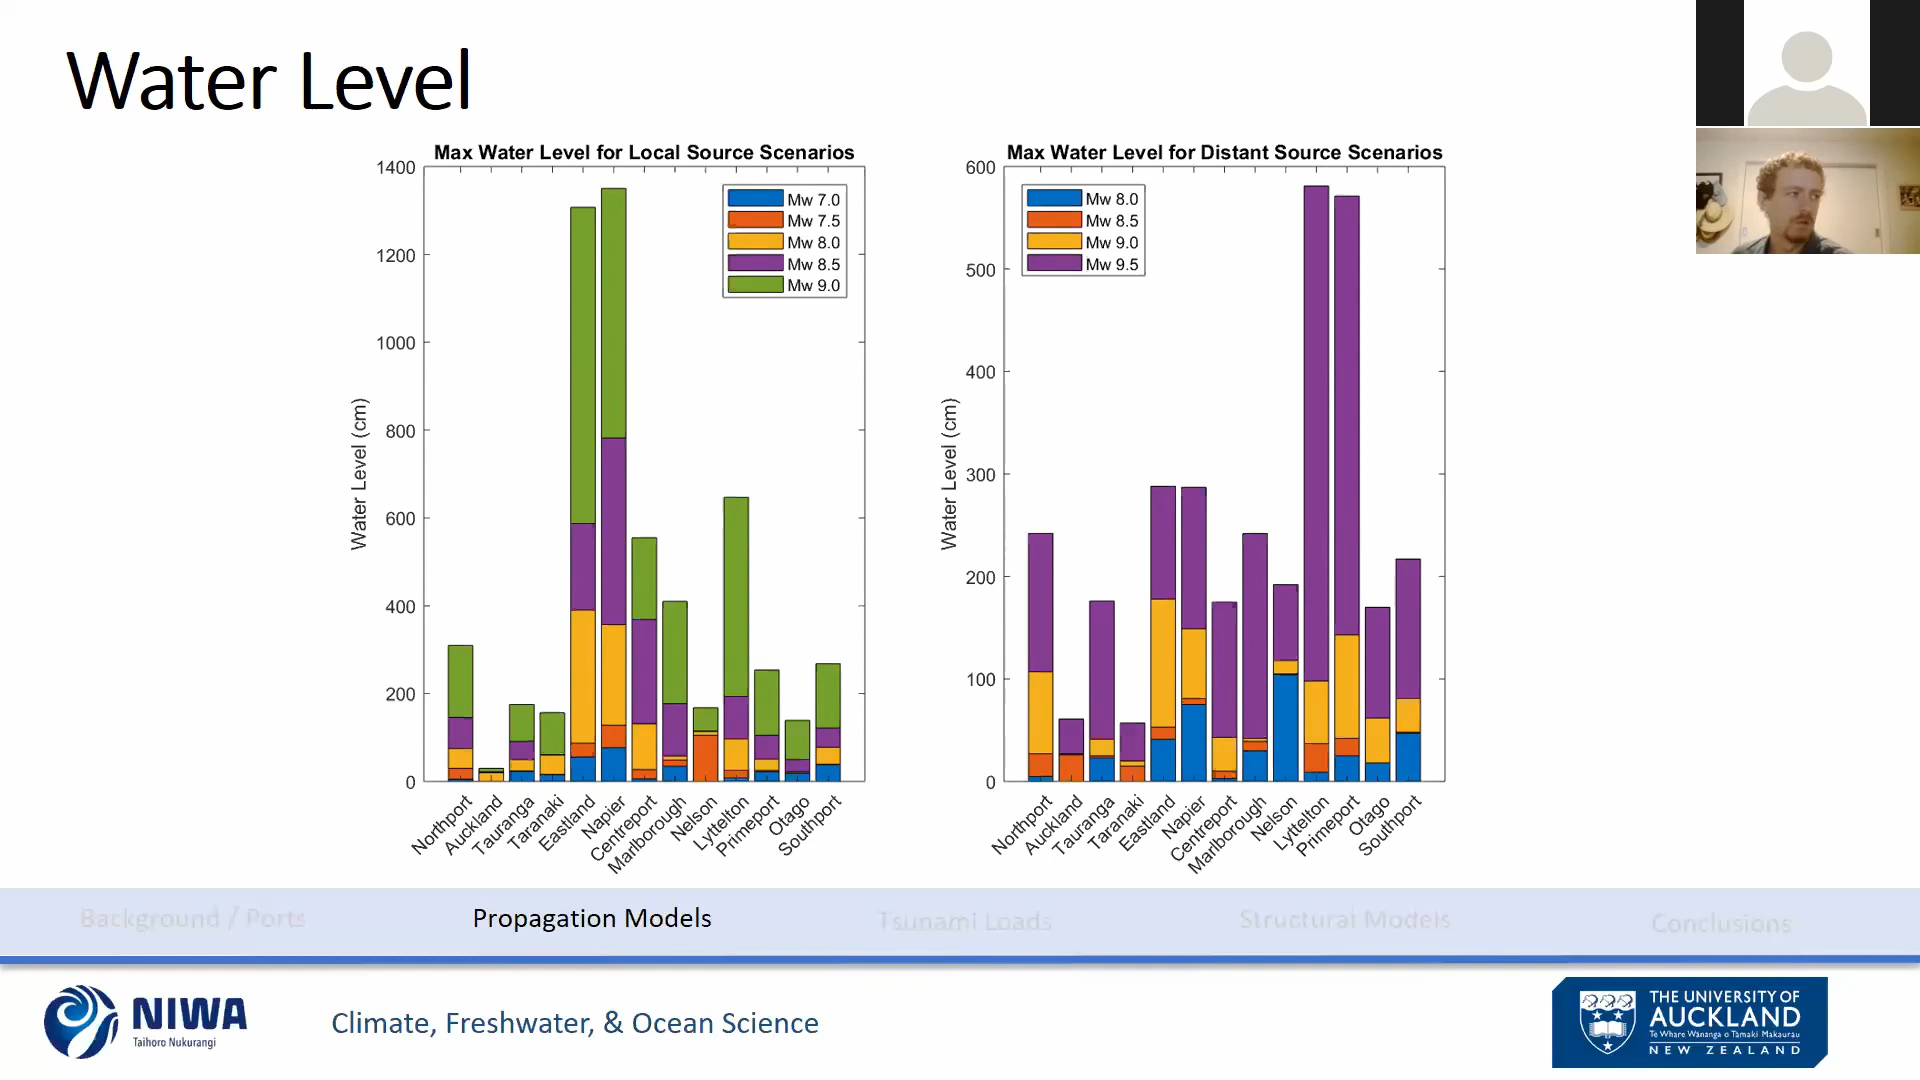 Water Level
Max Water Level for Local Source Scenarios
1400
1200
1000
800
600
400
200
0
Water Level (cm)
Mw 7.0
Mw 7.5
Mw 8.0
Mw 8.5
Mw 9.0
Northport
Auckland
Tauranga
Taranaki
Eastland
Napier
Centreport
Marlborough
Nelson
Lyttelton
Primeport
Otago
Southport
Max Water Level for Distant Source Scenarios
600
500
400
300
200
100
0
Water Level (cm)
Mw 8.0
Mw 8.5
Mw 9.0
Mw 9.5
Northport
Auckland
Tauranga
Taranaki
Eastland
Napier
Centreport
Marlborough
Nelson
Lyttelton
Primeport
Otago
Southport
Background / Ports
Propagation Models
Tsunami Loads
Structural Models
Conclusions
NIWA
Taihoro Nukurangi
Climate, Freshwater, & Ocean Science
THE UNIVERSITY OF
AUCKLAND
Te Whare Wānanga o Tāmaki Makaurau
NEW ZEALAND